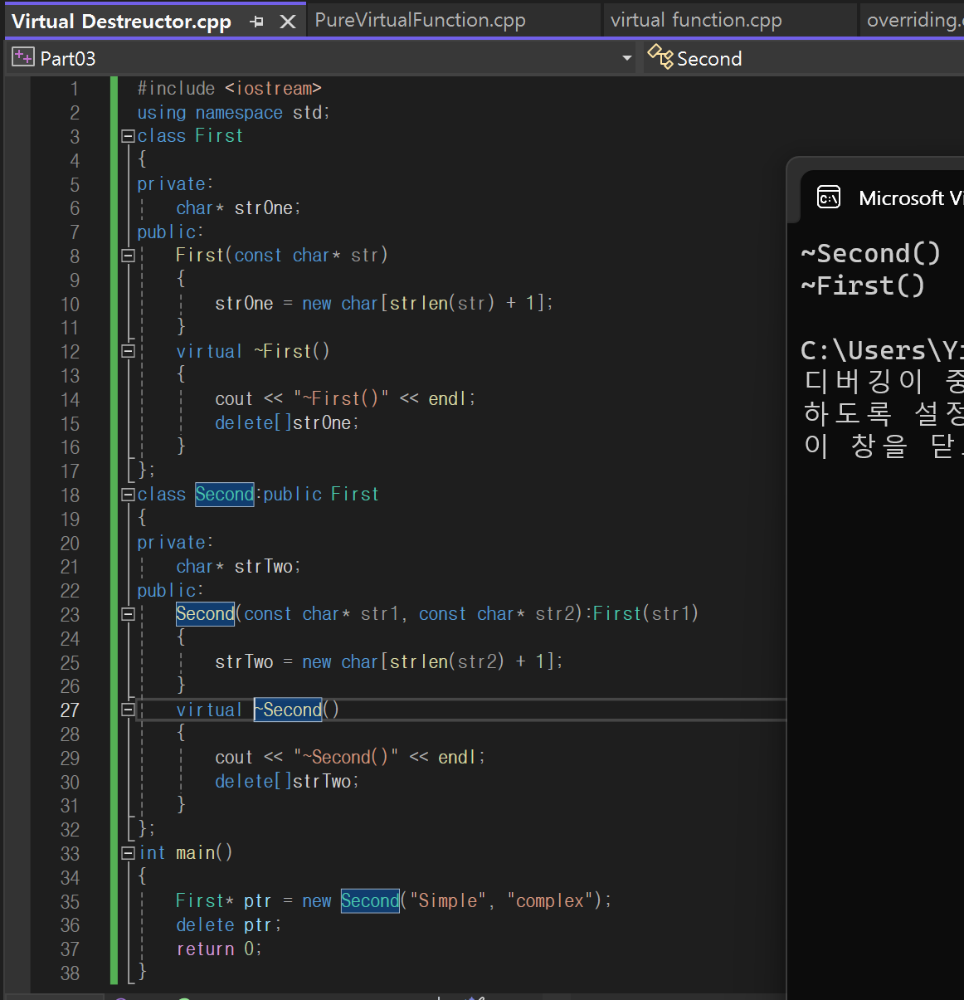 Virtual Destreuctor.cpp PureVirtualFunction.cpp virtual function.cpp overriding.
Part03 Second
1 #include <iostream>
2 using namespace std;
3 class First
4 {
5 private:
6 char* strOne;
7 public:
8 First(const char* str)
9 {
10 strOne = new char[strlen(str) + 1];
11 }
12 virtual ~First()
13 {
14 cout << "~First()" << endl;
15 delete[]strOne;
16 }
17 };
18 class Second:public First
19 {
20 private:
21 char* strTwo;
22 public:
23 Second(const char* str1, const char* str2):First(str1)
24 {
25 strTwo = new char[strlen(str2) + 1];
26 }
27 virtual ~Second()
28 {
29 cout << "~Second()" << endl;
30 delete[]strTwo;
31 }
32 };
33 int main()
34 {
35 First* ptr = new Second("Simple", "complex");
36 delete ptr;
37 return 0;
38 }
Microsoft Vi
~Second()
~First()
C:\Users\Yi
디버깅이 중
하도록 설정
이 창을 닫